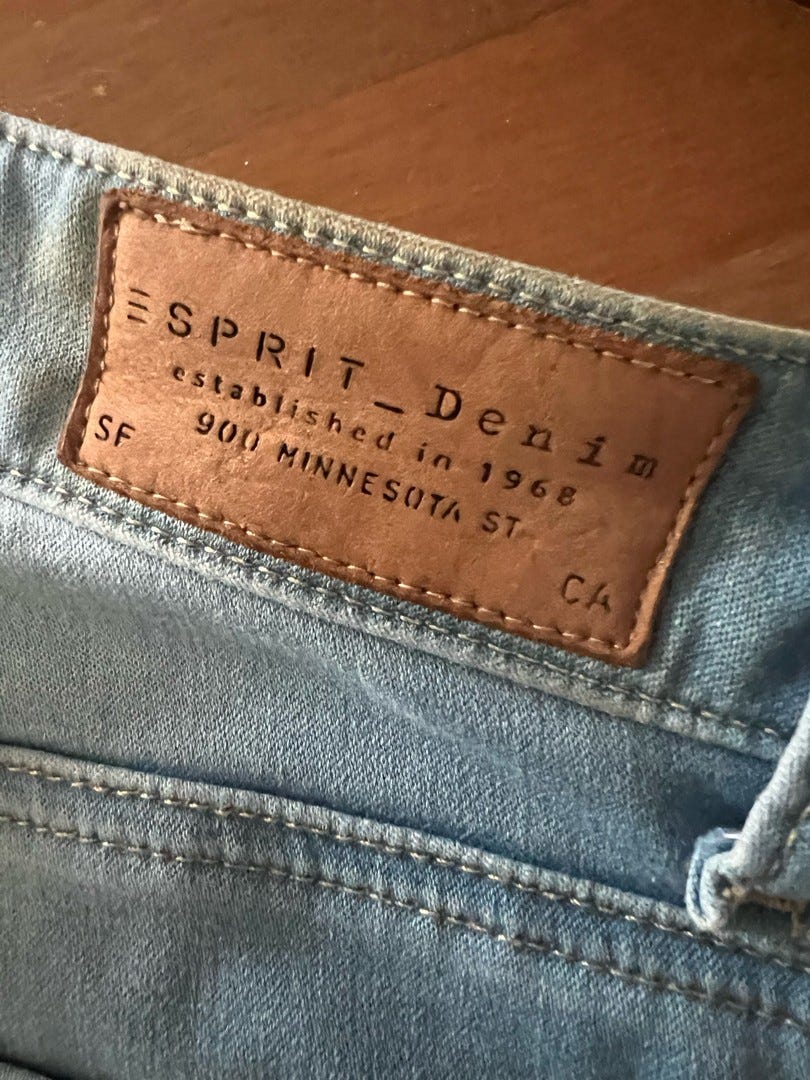 ESPRIT_Denim
established in 1968
900 MINNESOTA ST
SF
CA